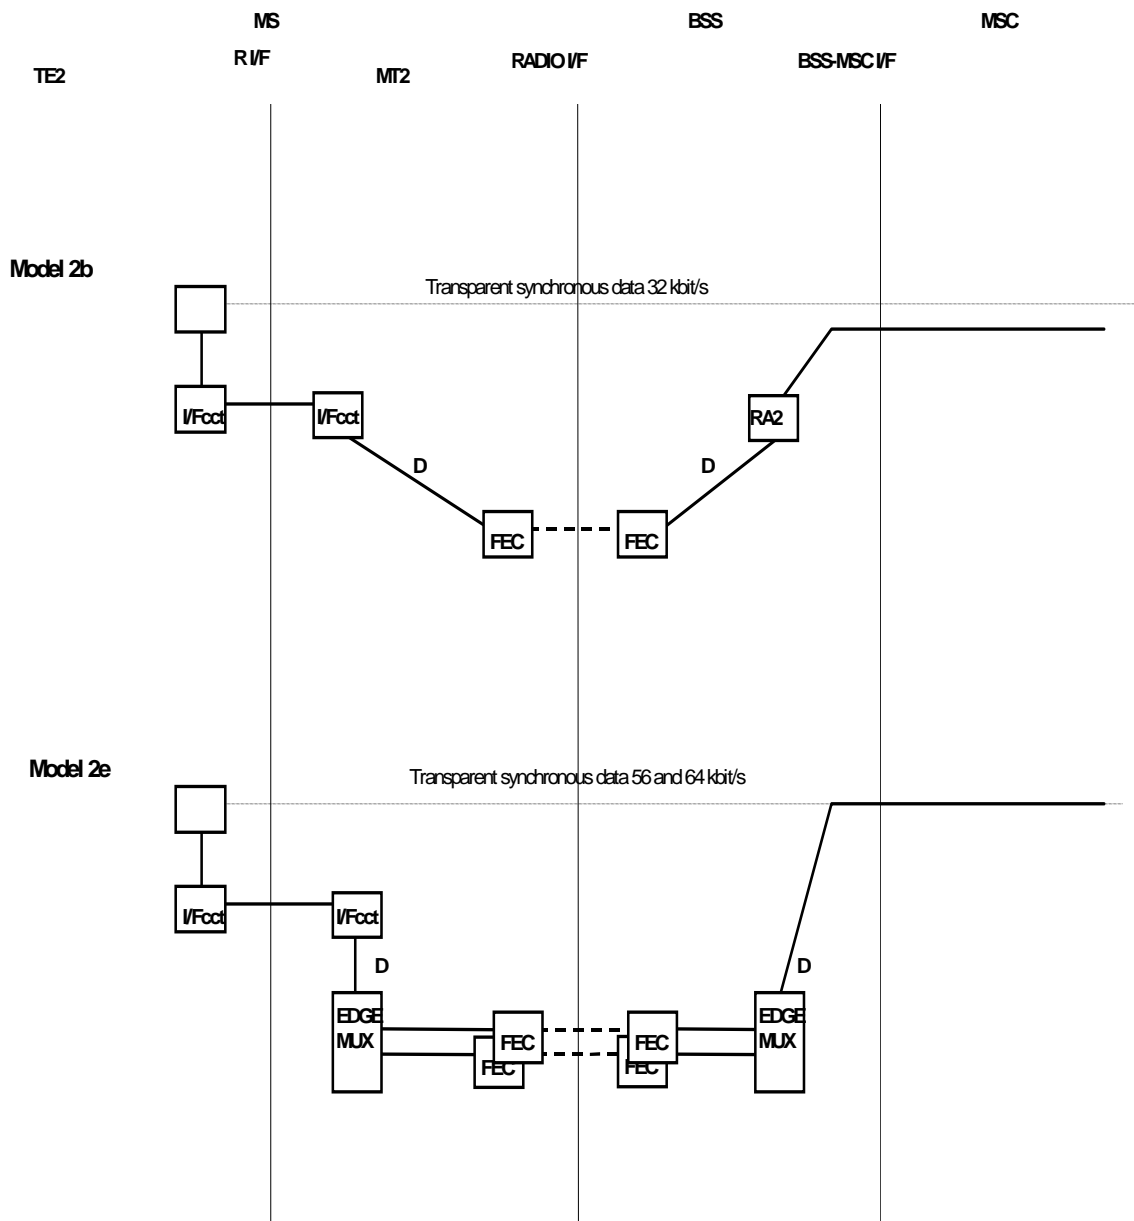 MS
BSS
MSC
R I/F
RADIO I/F
BSS-MSC I/F
TE2
MT2
Model 2b
Transparent synchronous data 32 kbit/s
I/Fcct
I/Fcct
RA2
D
D
FEC
FEC
Model 2e
Transparent synchronous data 56 and 64 kbit/s
I/Fcct
I/Fcct
D
D
EDGE
MUX
FEC
FEC
FEC
FEC
EDGE
MUX